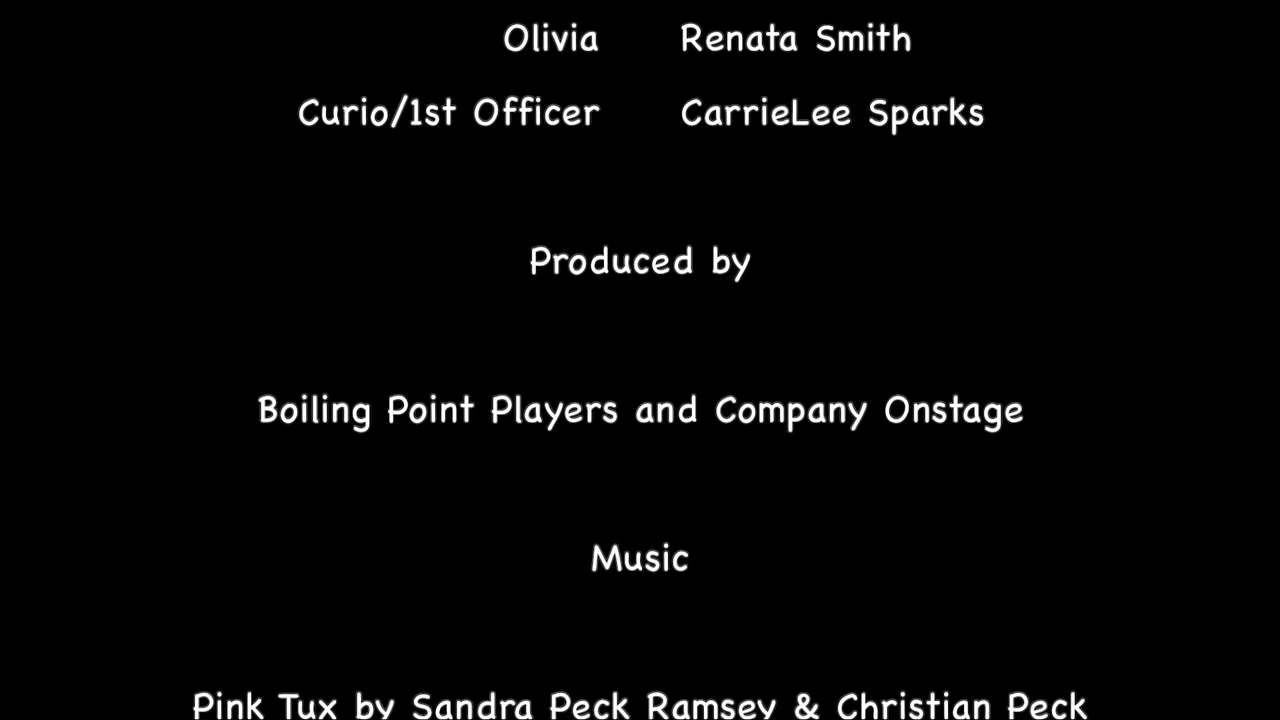 Olivia Renata Smith
Curio/1st Officer CarrieLee Sparks
Produced by
Boiling Point Players and Company Onstage
Music
Pink Tux by Sandra Peck Ramsey & Christian Peck